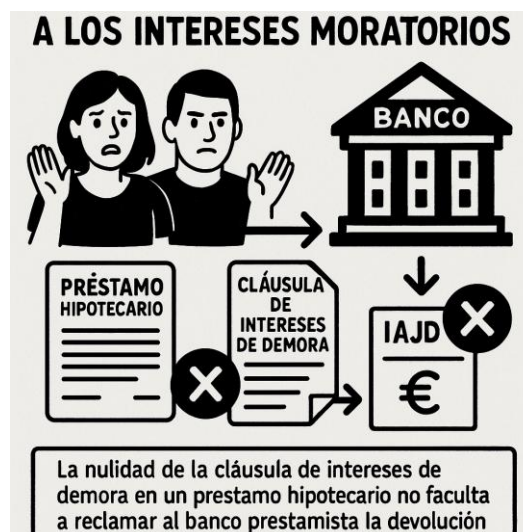 A LOS INTERESES MORATORIOS
BANCO
PRÉSTAMO
HIPOTECARIO
CLÁUSULA
DE
INTERESES
DE DEMORA
IAJD
€
La nulidad de la cláusula de intereses de
demora en un prestamo hipotecario no faculta
a reclamar al banco prestamista la devolución